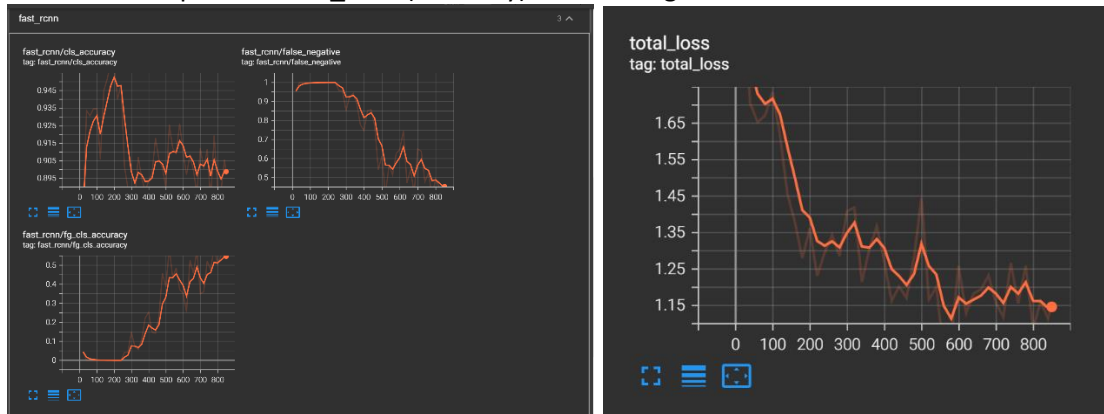 fast_rcnn 3
fast_rcnn/cls_accuracy
tag: fast_rcnn/cls_accuracy
0.945
0.935
0.925
0.915
0.905
0.895
0 100 200 300 400 500 600 700 800
fast_rcnn/false_negative
tag: fast_rcnn/false_negative
1
0.9
0.8
0.7
0.6
0.5
0 100 200 300 400 500 600 700 800
fast_rcnn/fg_cls_accuracy
tag: fast_rcnn/fg_cls_accuracy
0.5
0.4
0.3
0.2
0.1
0
0 100 200 300 400 500 600 700 800
total_loss
tag: total_loss
1.65
1.55
1.45
1.35
1.25
1.15
0 100 200 300 400 500 600 700 800